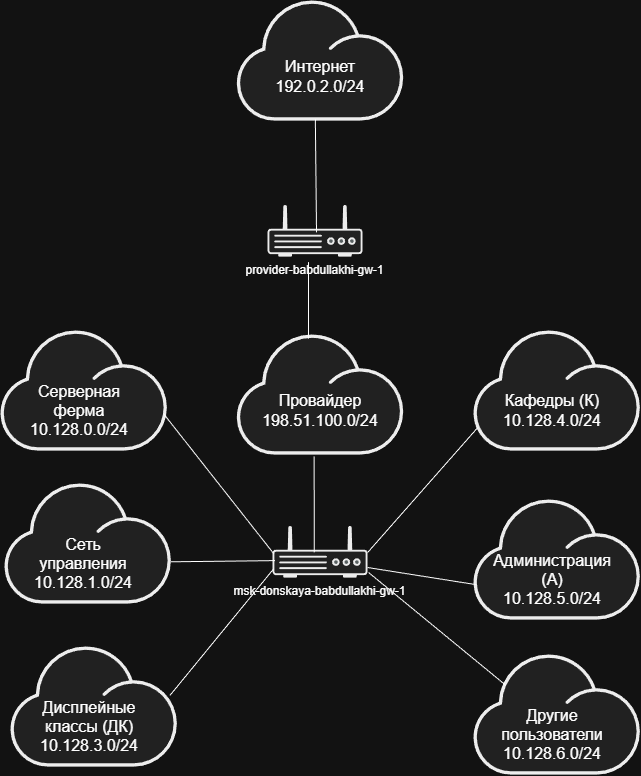 Интернет
192.0.2.0/24
provider-babdullakhi-gw-1
Серверная
ферма
10.128.0.0/24
Провайдер
198.51.100.0/24
Кафедры (К)
10.128.4.0/24
Сеть
управления
10.128.1.0/24
msk-donskaya-babdullakhi-gw-1
Администрация
(А)
10.128.5.0/24
Дисплейные
классы (ДК)
10.128.3.0/24
Другие
пользователи
10.128.6.0/24